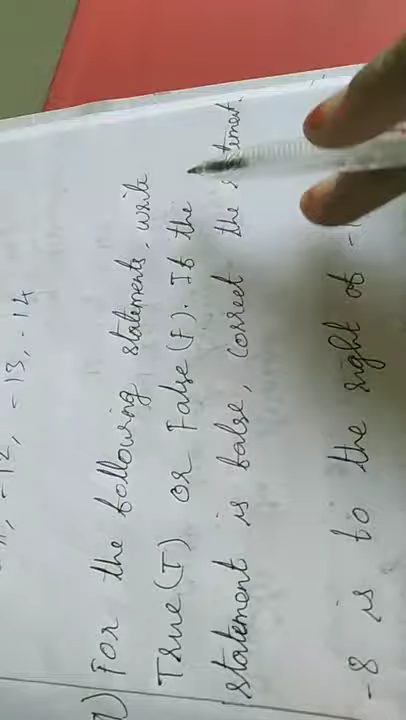 -12, -13, -14
For the following statements, write
True(T) or False(F). If the
statement is false, correct the statement.
-8 is to the right of